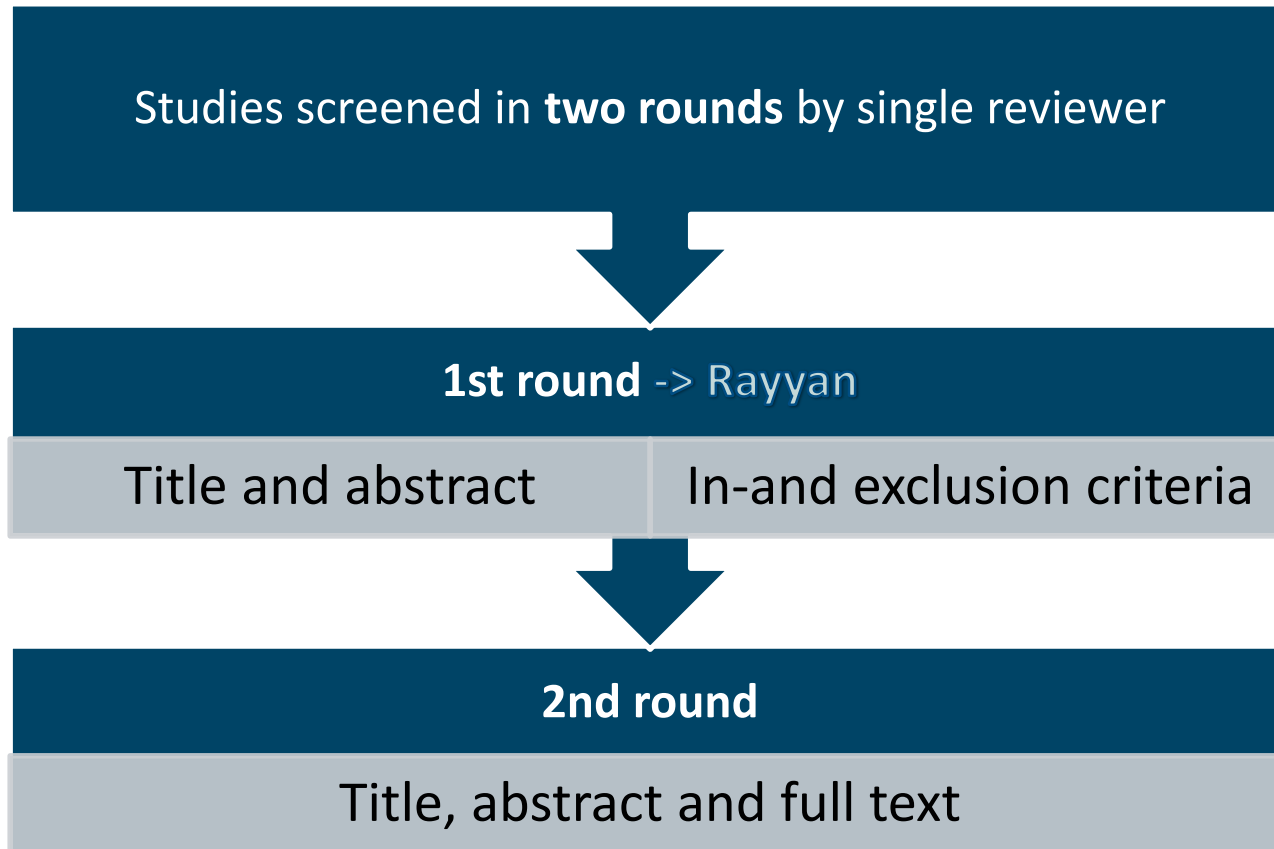 Studies screened in two rounds by single reviewer
1st round -> Rayyan
Title and abstract
In-and exclusion criteria
2nd round
Title, abstract and full text